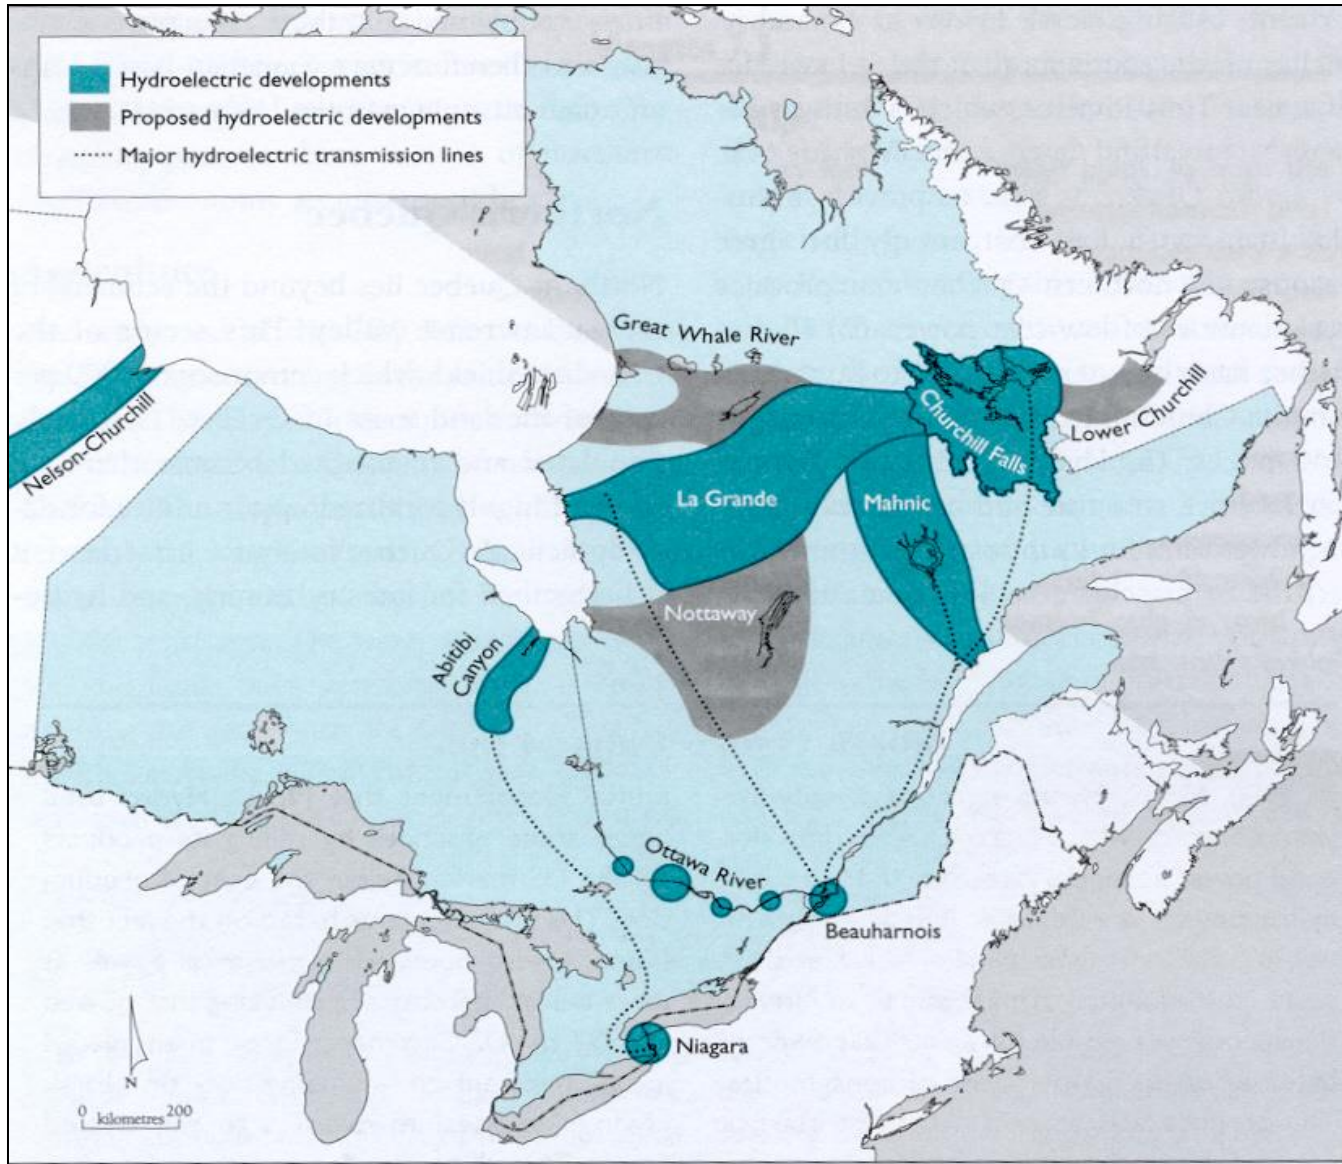 Hydroelectric developments
Proposed hydroelectric developments
Major hydroelectric transmission lines
Great Whale River
Nelson-Churchill
Churchill Falls
Lower Churchill
La Grande
Mahnic
Nottaway
Abitibi
Canyon
Ottawa River
Beauharnois
Niagara
N
0 200
kilometres